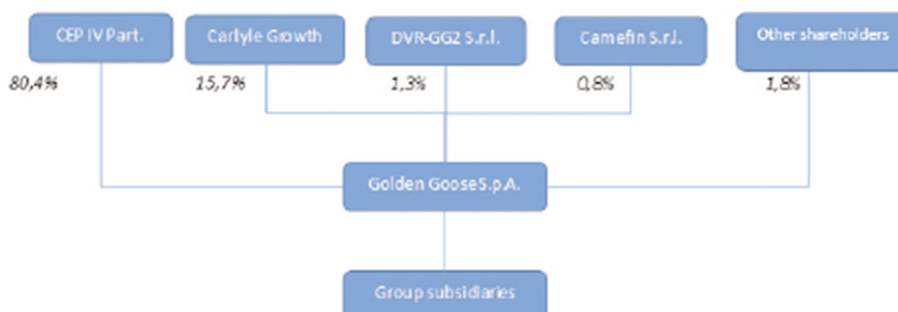 CEP IV Part.
Carlyle Growth
DVR-GG2 S.r.l.
Camefin S.r.l.
Other shareholders
80,4%
15,7%
1,3%
0,8%
1,8%
Golden Goose S.p.A.
Group subsidiaries